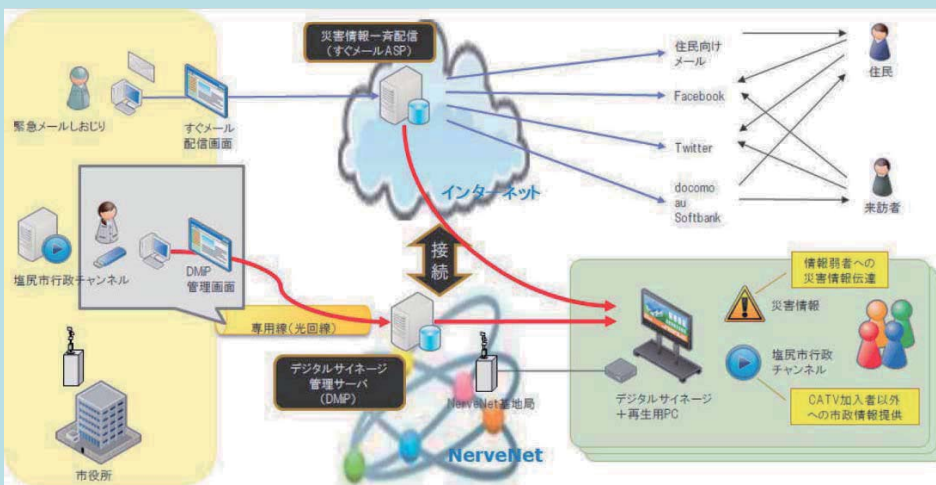 災害情報一斉配信
(すぐメールASP)
緊急メールしおじり
すぐメール
配信画面
インターネット
住民向け
メール
Facebook
Twitter
docomo
au
Softbank
住民
来訪者
接続
塩尻市行政チャンネル
DMiP
管理画面
専用線(光回線)
デジタルサイネージ
管理サーバ
(DMiP)
NerveNet基地局
NerveNet
市役所
デジタルサイネージ
+再生用PC
情報弱者への
災害情報伝達
災害情報
塩尻市行政
チャンネル
CATV加入者以外
への市政情報提供